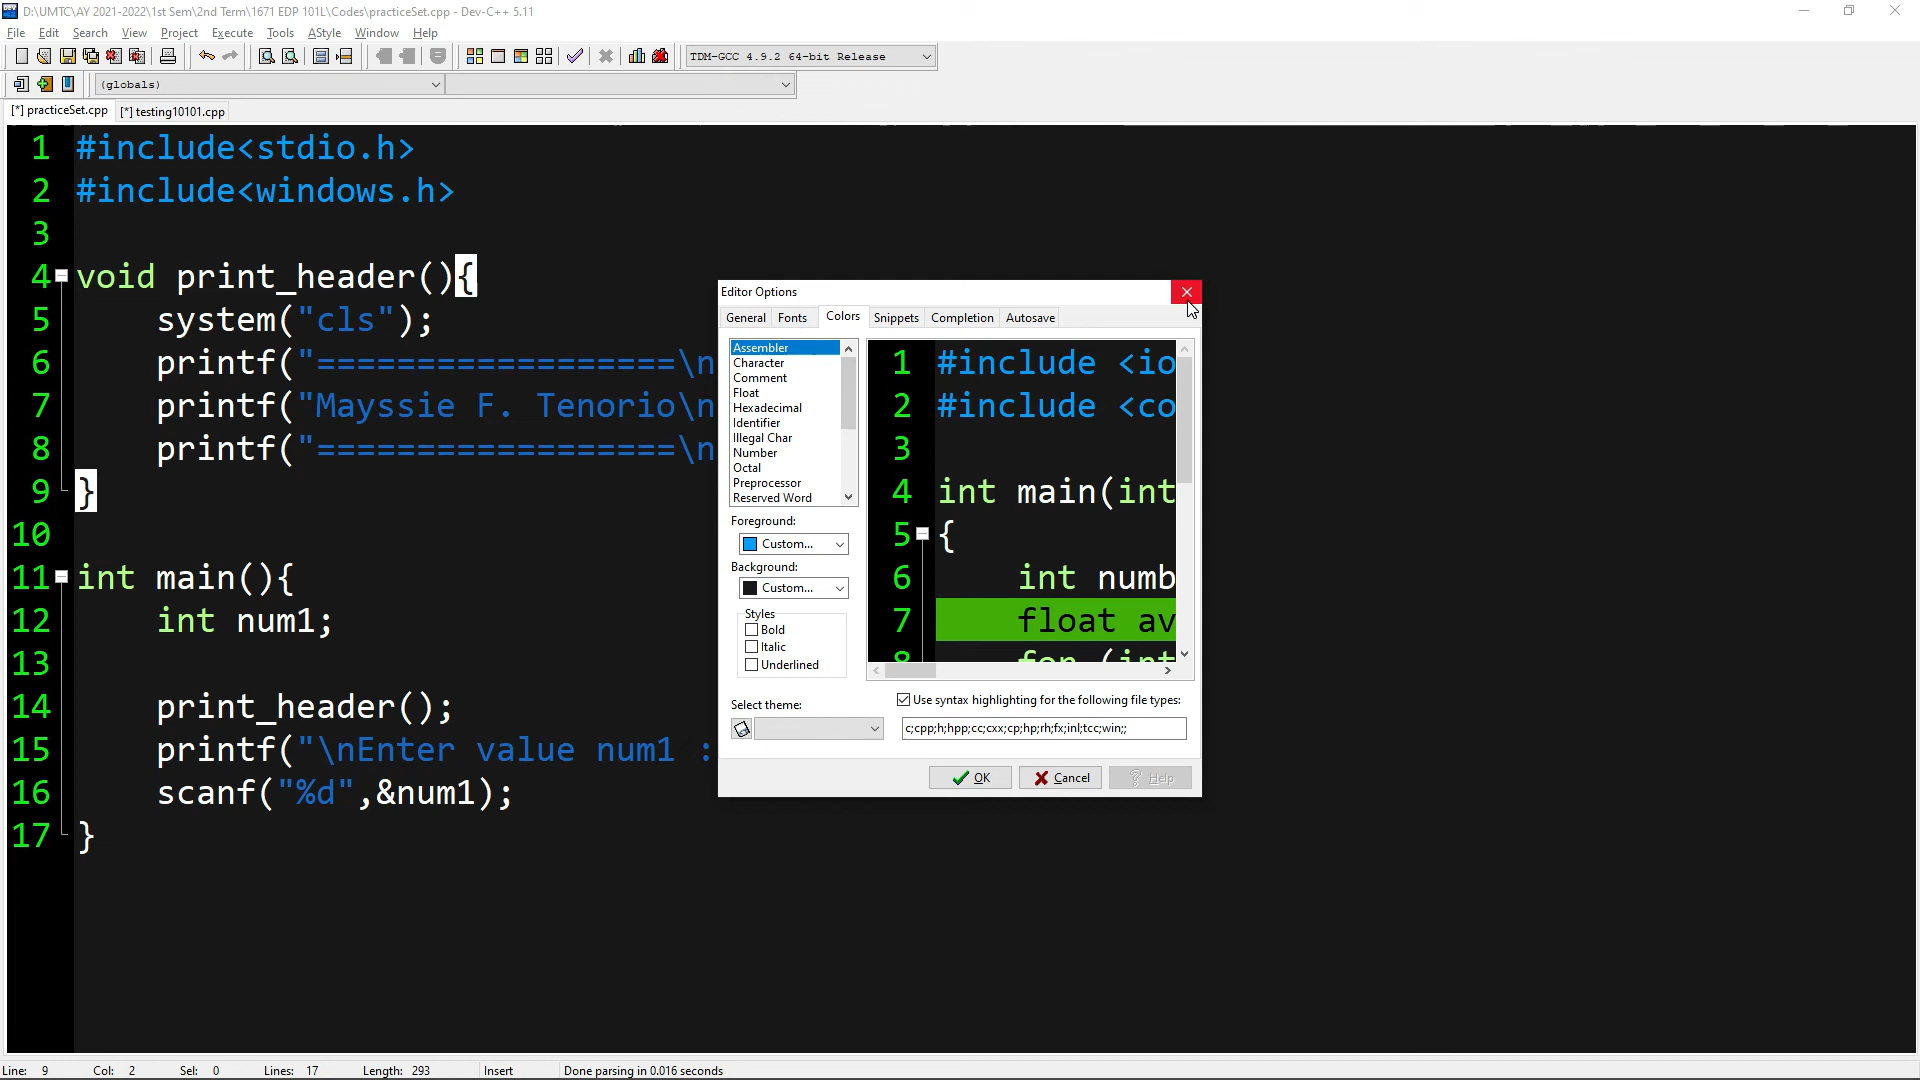 D:\UMTC\AY 2021-2022\1st Sem\2nd Term\1671 EDP 101L\Codes\practiceSet.cpp - Dev-C++ 5.11
File Edit Search View Project Execute Tools AStyle Window Help
TDM-GCC 4.9.2 64-bit Release
(globals)
[*] practiceSet.cpp [*] testing10101.cpp
1 #include<stdio.h>
2 #include<windows.h>
3
4 void print_header(){
5 system("cls");
6 printf("==================\n
7 printf("Mayssie F. Tenorio\n
8 printf("==================\n
9 }
10
11 int main(){
12 int num1;
13
14 print_header();
15 printf("\nEnter value num1 :
16 scanf("%d",&num1);
17 }
Editor Options
General Fonts Colors Snippets Completion Autosave
Assembler
Character
Comment
Float
Hexadecimal
Identifier
Illegal Char
Number
Octal
Preprocessor
Reserved Word
Foreground:
Custom...
Background:
Custom...
Styles
Bold
Italic
Underlined
Select theme:
1 #include <io
2 #include <co
3
4 int main(int
5 {
6 int numb
7 float av
8 for (int
Use syntax highlighting for the following file types:
c;cpp;h;hpp;cc;cxx;cp;hp;rh;fx;inl;tcc;win;;
OK Cancel Help
Line: 9 Col: 2 Sel: 0 Lines: 17 Length: 293 Insert Done parsing in 0.016 seconds